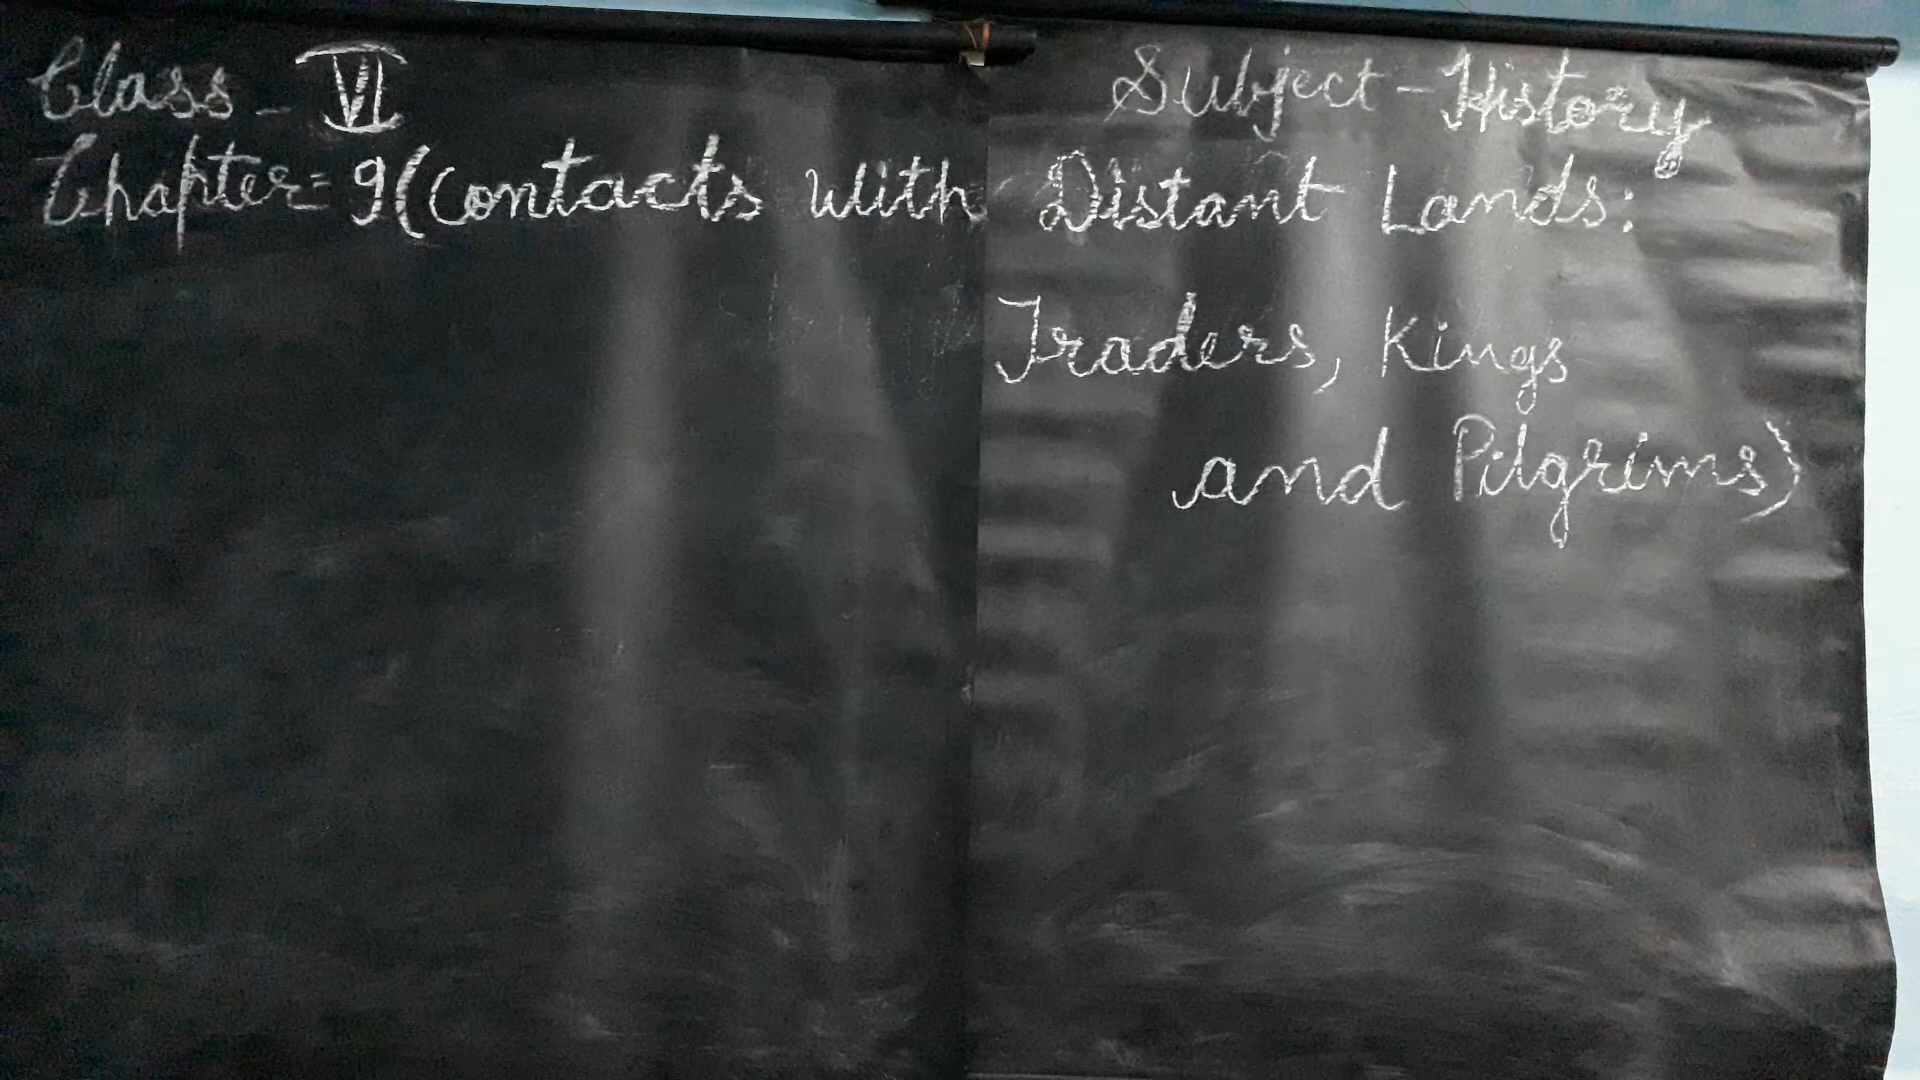 Class - VI
Subject - History
Chapter = 9 (Contacts with Distant Lands:
Traders, Kings
and Pilgrims)